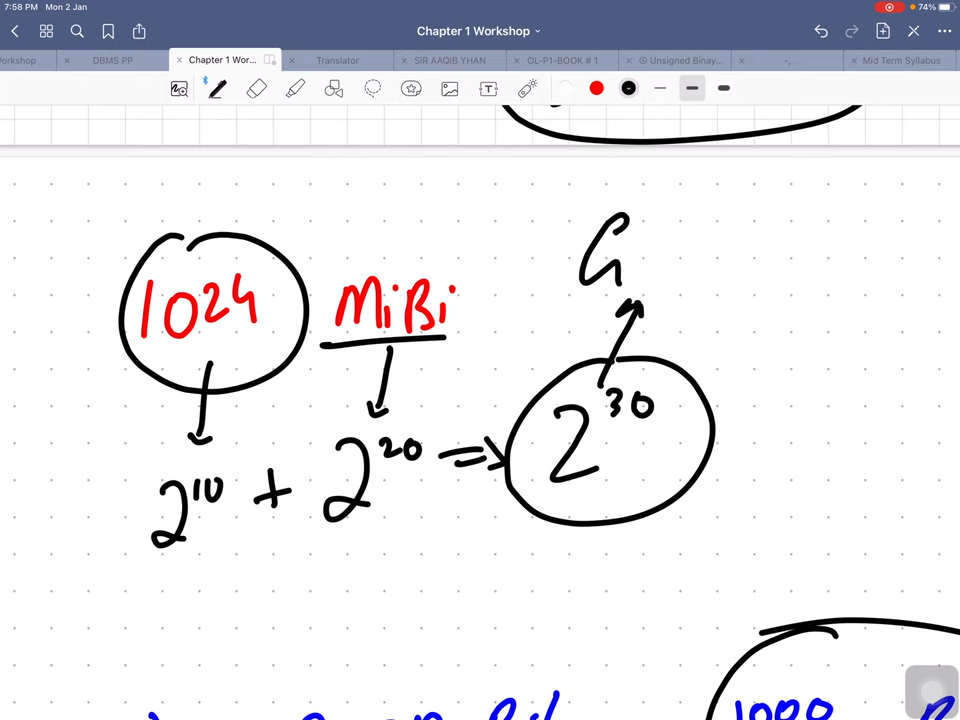 7:58 PM Mon 2 Jan
74%
Chapter 1 Workshop
orkshop
DBMS PP
Chapter 1 Wor...
Translator
SIR AAQIB YHAN
OL-P1-BOOK # 1
Unsigned Binay...
Mid Term Syllabus
G
1024 MiBi
2^10 + 2^20 => 2^30
1000